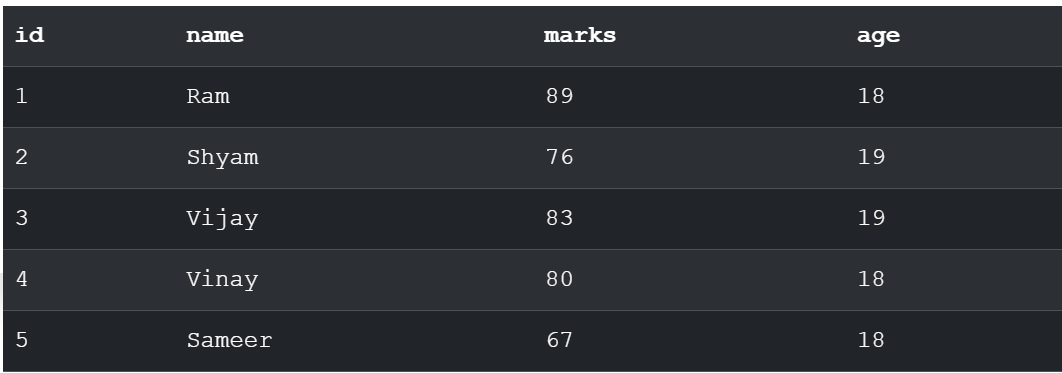 id name marks age
1 Ram 89 18
2 Shyam 76 19
3 Vijay 83 19
4 Vinay 80 18
5 Sameer 67 18